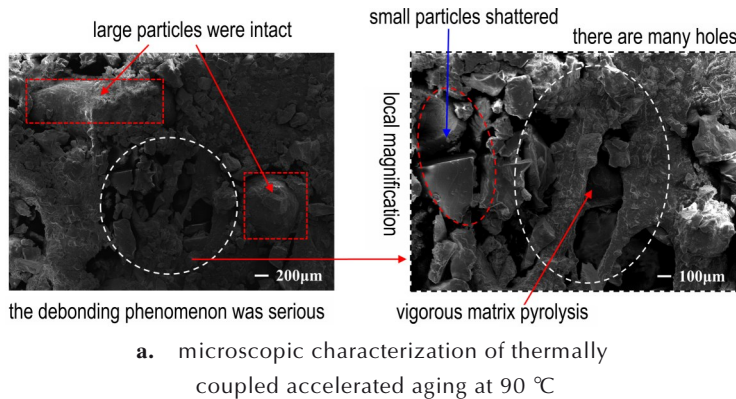 large particles were intact
small particles shattered
there are many holes
local magnification
200μm
100μm
the debonding phenomenon was serious
vigorous matrix pyrolysis
a. microscopic characterization of thermally
coupled accelerated aging at 90 ℃